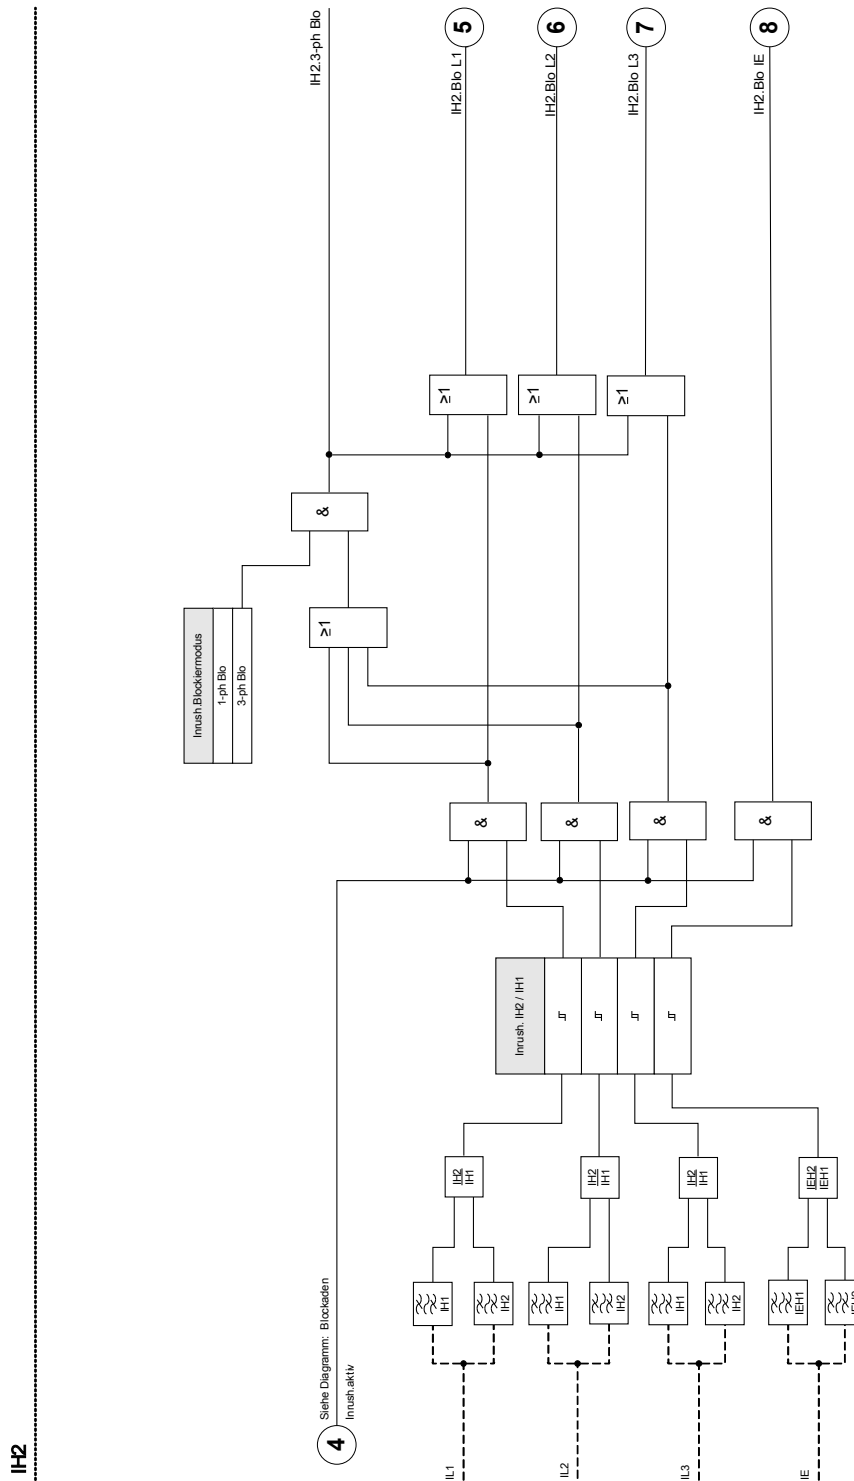 IH2
4
Siehe Diagramm: Blockaden
Inrush.aktiv
IL1
IL2
IL3
IE
IH1
IH2
IH1
IH2
IH1
IH2
IEH1
IH2
IH1
IH2
IH1
IH2
IH1
IEH2
IEH1
Inrush. IH2 / IH1
&
&
&
&
Inrush.Blockiermodus
1-ph Blo
3-ph Blo
≥1
&
≥1
≥1
≥1
IH2.3-ph Blo
IH2.Blo L1
5
IH2.Blo L2
6
IH2.Blo L3
7
IH2.Blo IE
8